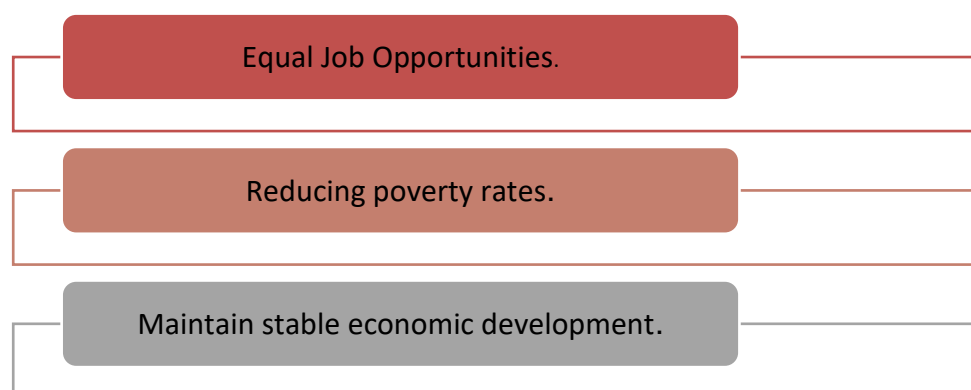 Equal Job Opportunities.
Reducing poverty rates.
Maintain stable economic development.